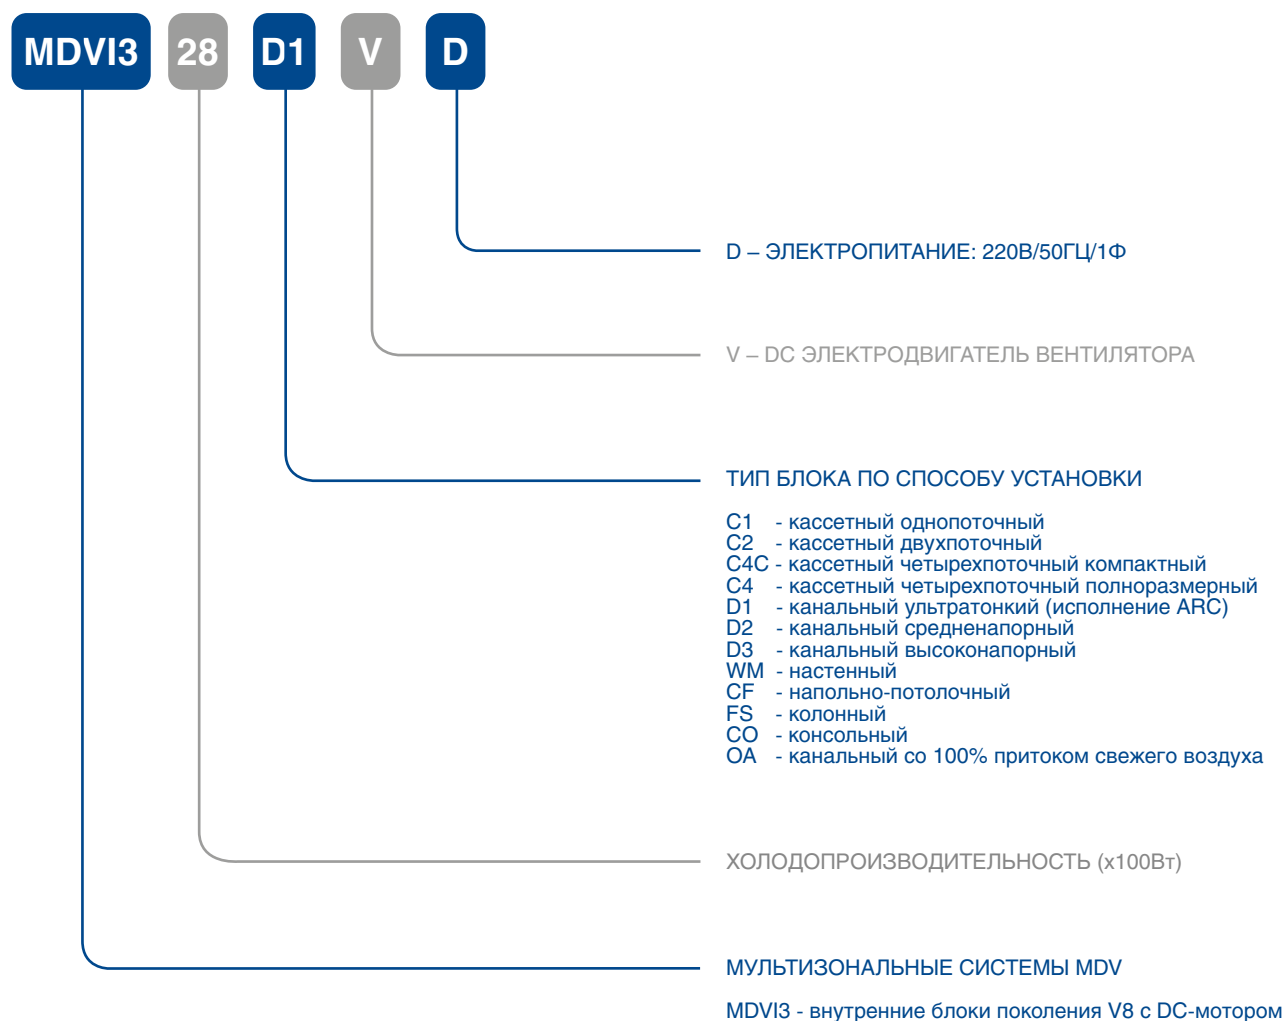 MDVI3 28 D1 V D
D – ЭЛЕКТРОПИТАНИЕ: 220В/50ГЦ/1Ф
V – DC ЭЛЕКТРОДВИГАТЕЛЬ ВЕНТИЛЯТОРА
ТИП БЛОКА ПО СПОСОБУ УСТАНОВКИ
C1 - кассетный однопоточный
C2 - кассетный двухпоточный
C4C - кассетный четырехпоточный компактный
C4 - кассетный четырехпоточный полноразмерный
D1 - канальный ультратонкий (исполнение ARC)
D2 - канальный средненапорный
D3 - канальный высоконапорный
WM - настенный
CF - напольно-потолочный
FS - колонный
CO - консольный
OA - канальный со 100% притоком свежего воздуха
ХОЛОДОПРОИЗВОДИТЕЛЬНОСТЬ (х100Вт)
МУЛЬТИЗОНАЛЬНЫЕ СИСТЕМЫ MDV
MDVI3 - внутренние блоки поколения V8 с DC-мотором